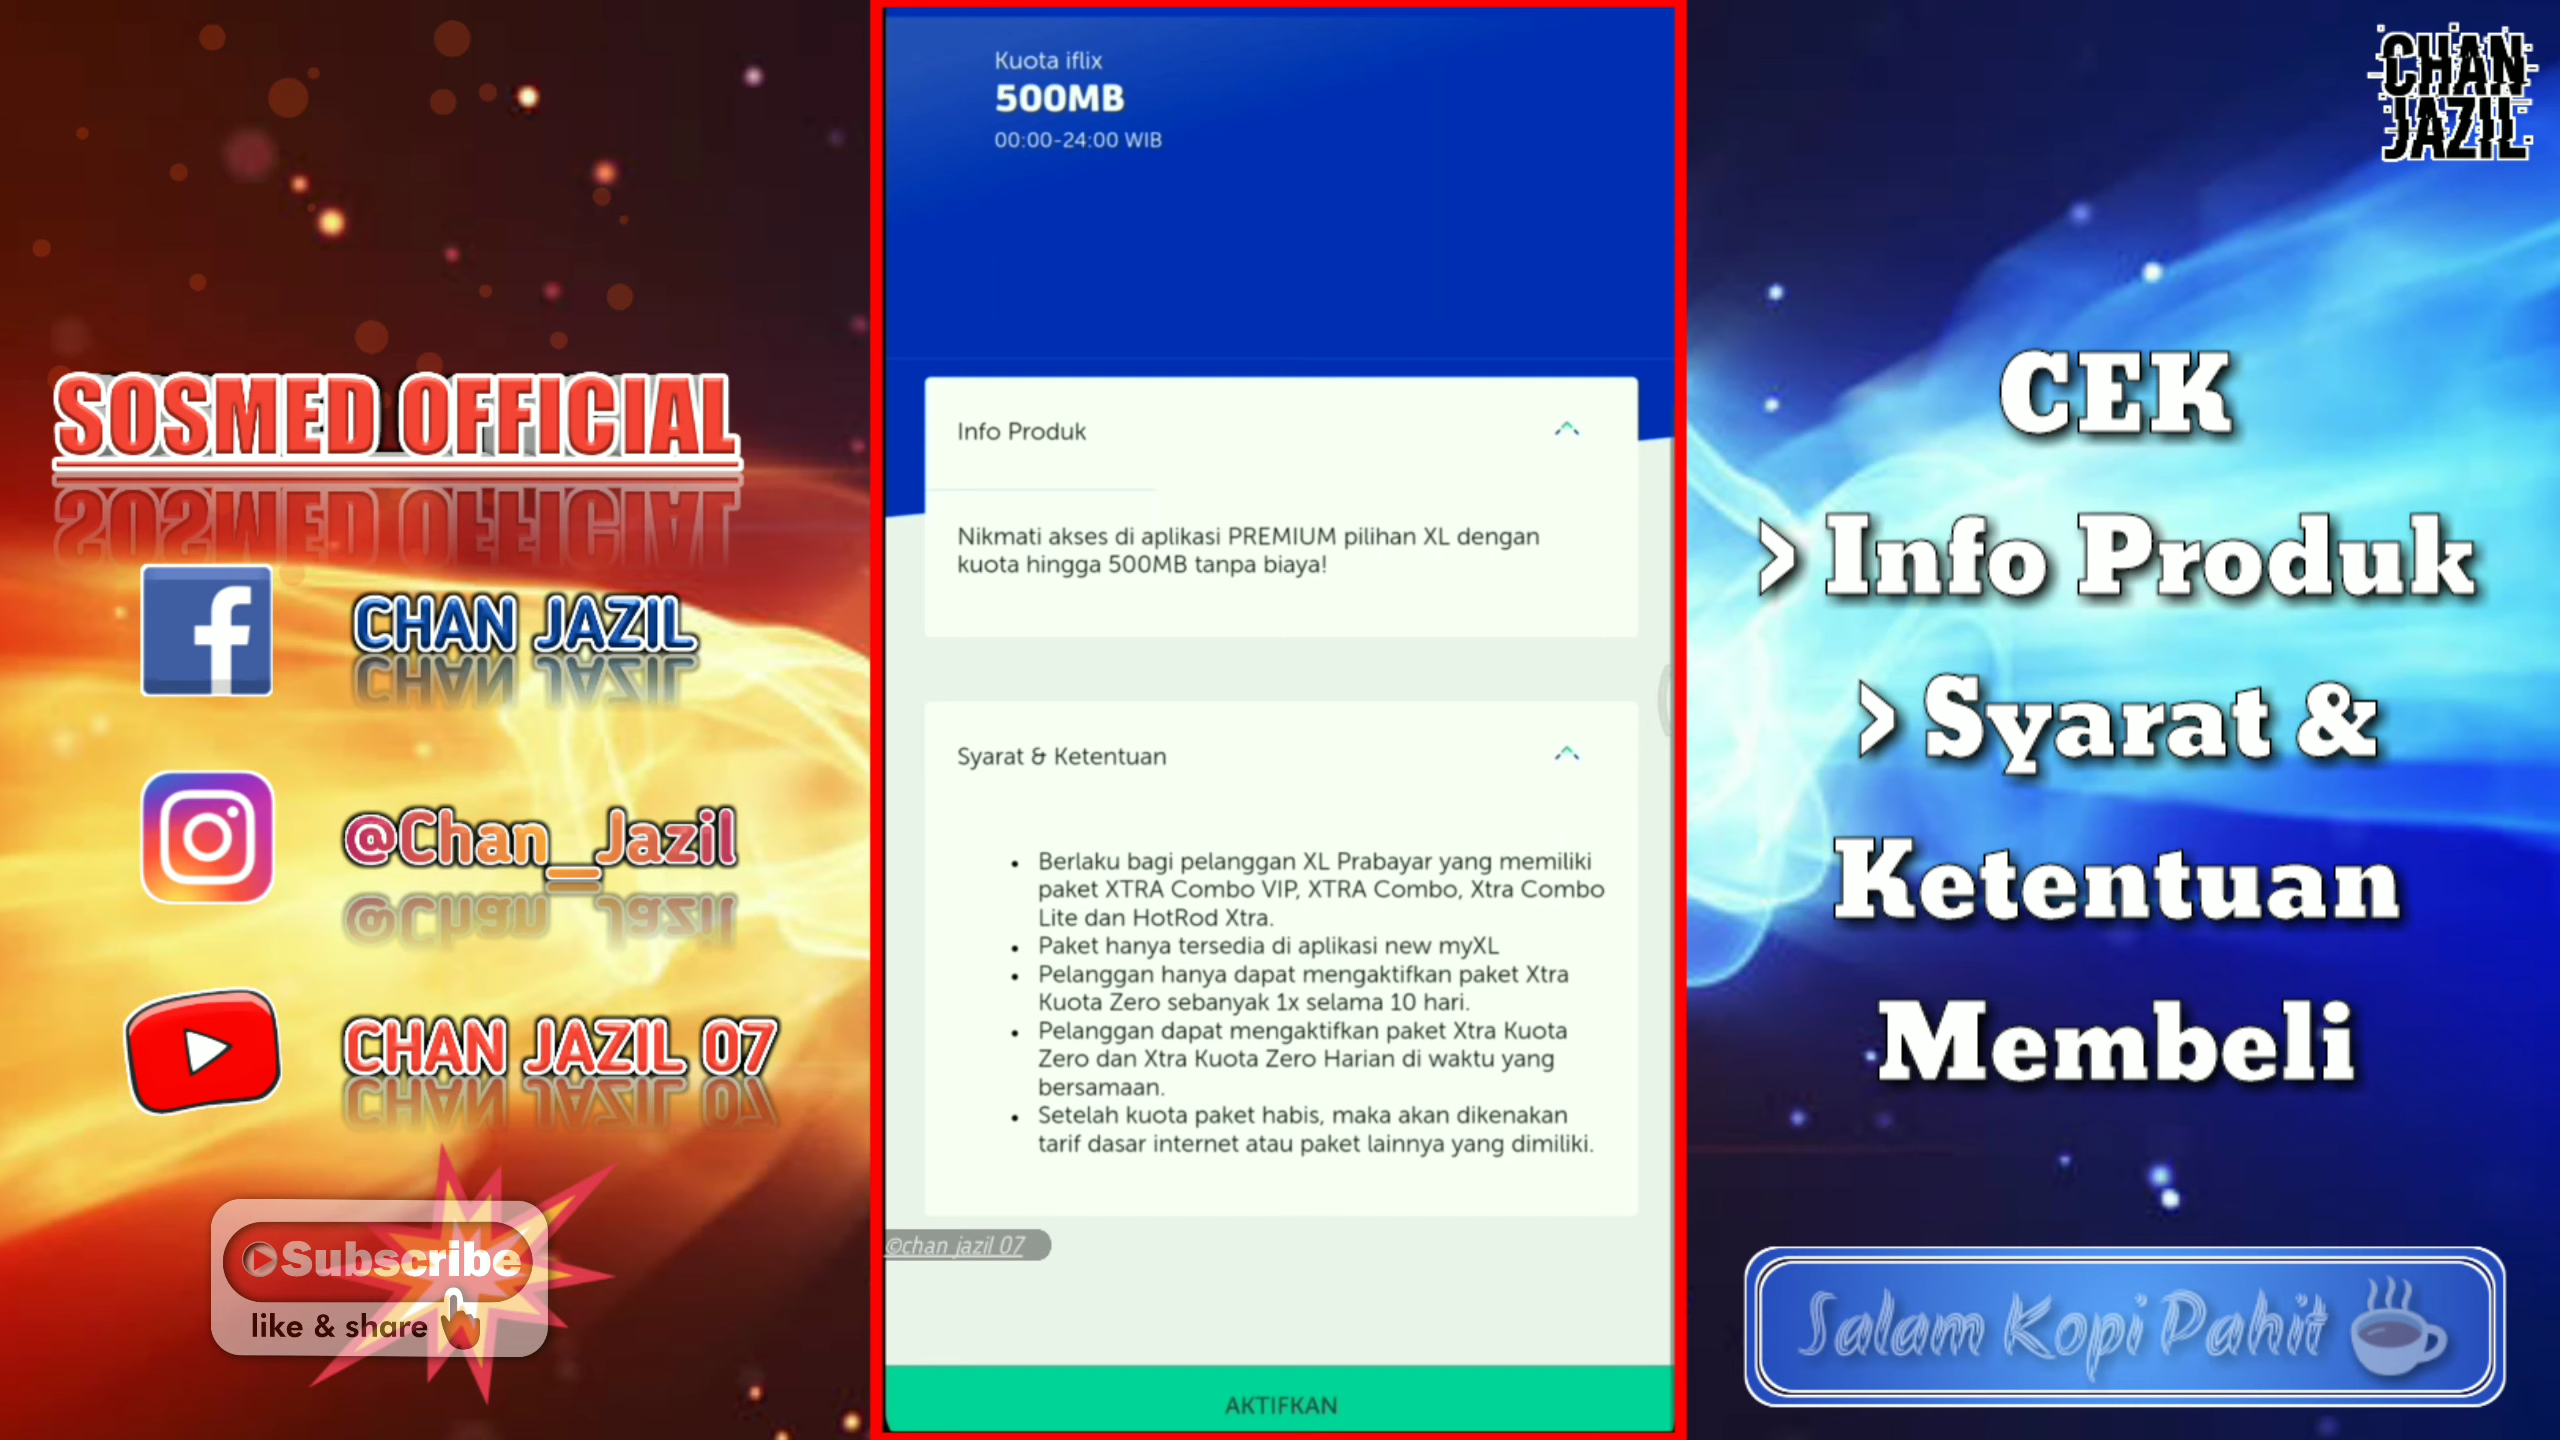 SOSMED OFFICIAL
CHAN JAZIL
@Chan__Jazil
CHAN JAZIL 07
Subscribe
like & share
Kuota iflix
500MB
00:00-24:00 WIB
Info Produk
Nikmati akses di aplikasi PREMIUM pilihan XL dengan
kuota hingga 500MB tanpa biaya!
Syarat & Ketentuan
• Berlaku bagi pelanggan XL Prabayar yang memiliki
paket XTRA Combo VIP, XTRA Combo, Xtra Combo
Lite dan HotRod Xtra.
• Paket hanya tersedia di aplikasi new myXL
• Pelanggan hanya dapat mengaktifkan paket Xtra
Kuota Zero sebanyak 1x selama 10 hari.
• Pelanggan dapat mengaktifkan paket Xtra Kuota
Zero dan Xtra Kuota Zero Harian di waktu yang
bersamaan.
• Setelah kuota paket habis, maka akan dikenakan
tarif dasar internet atau paket lainnya yang dimiliki.
©chan jazil 07
AKTIFKAN
CHAN
JAZIL
CEK
> Info Produk
> Syarat &
Ketentuan
Membeli
Salam Kopi Pahit